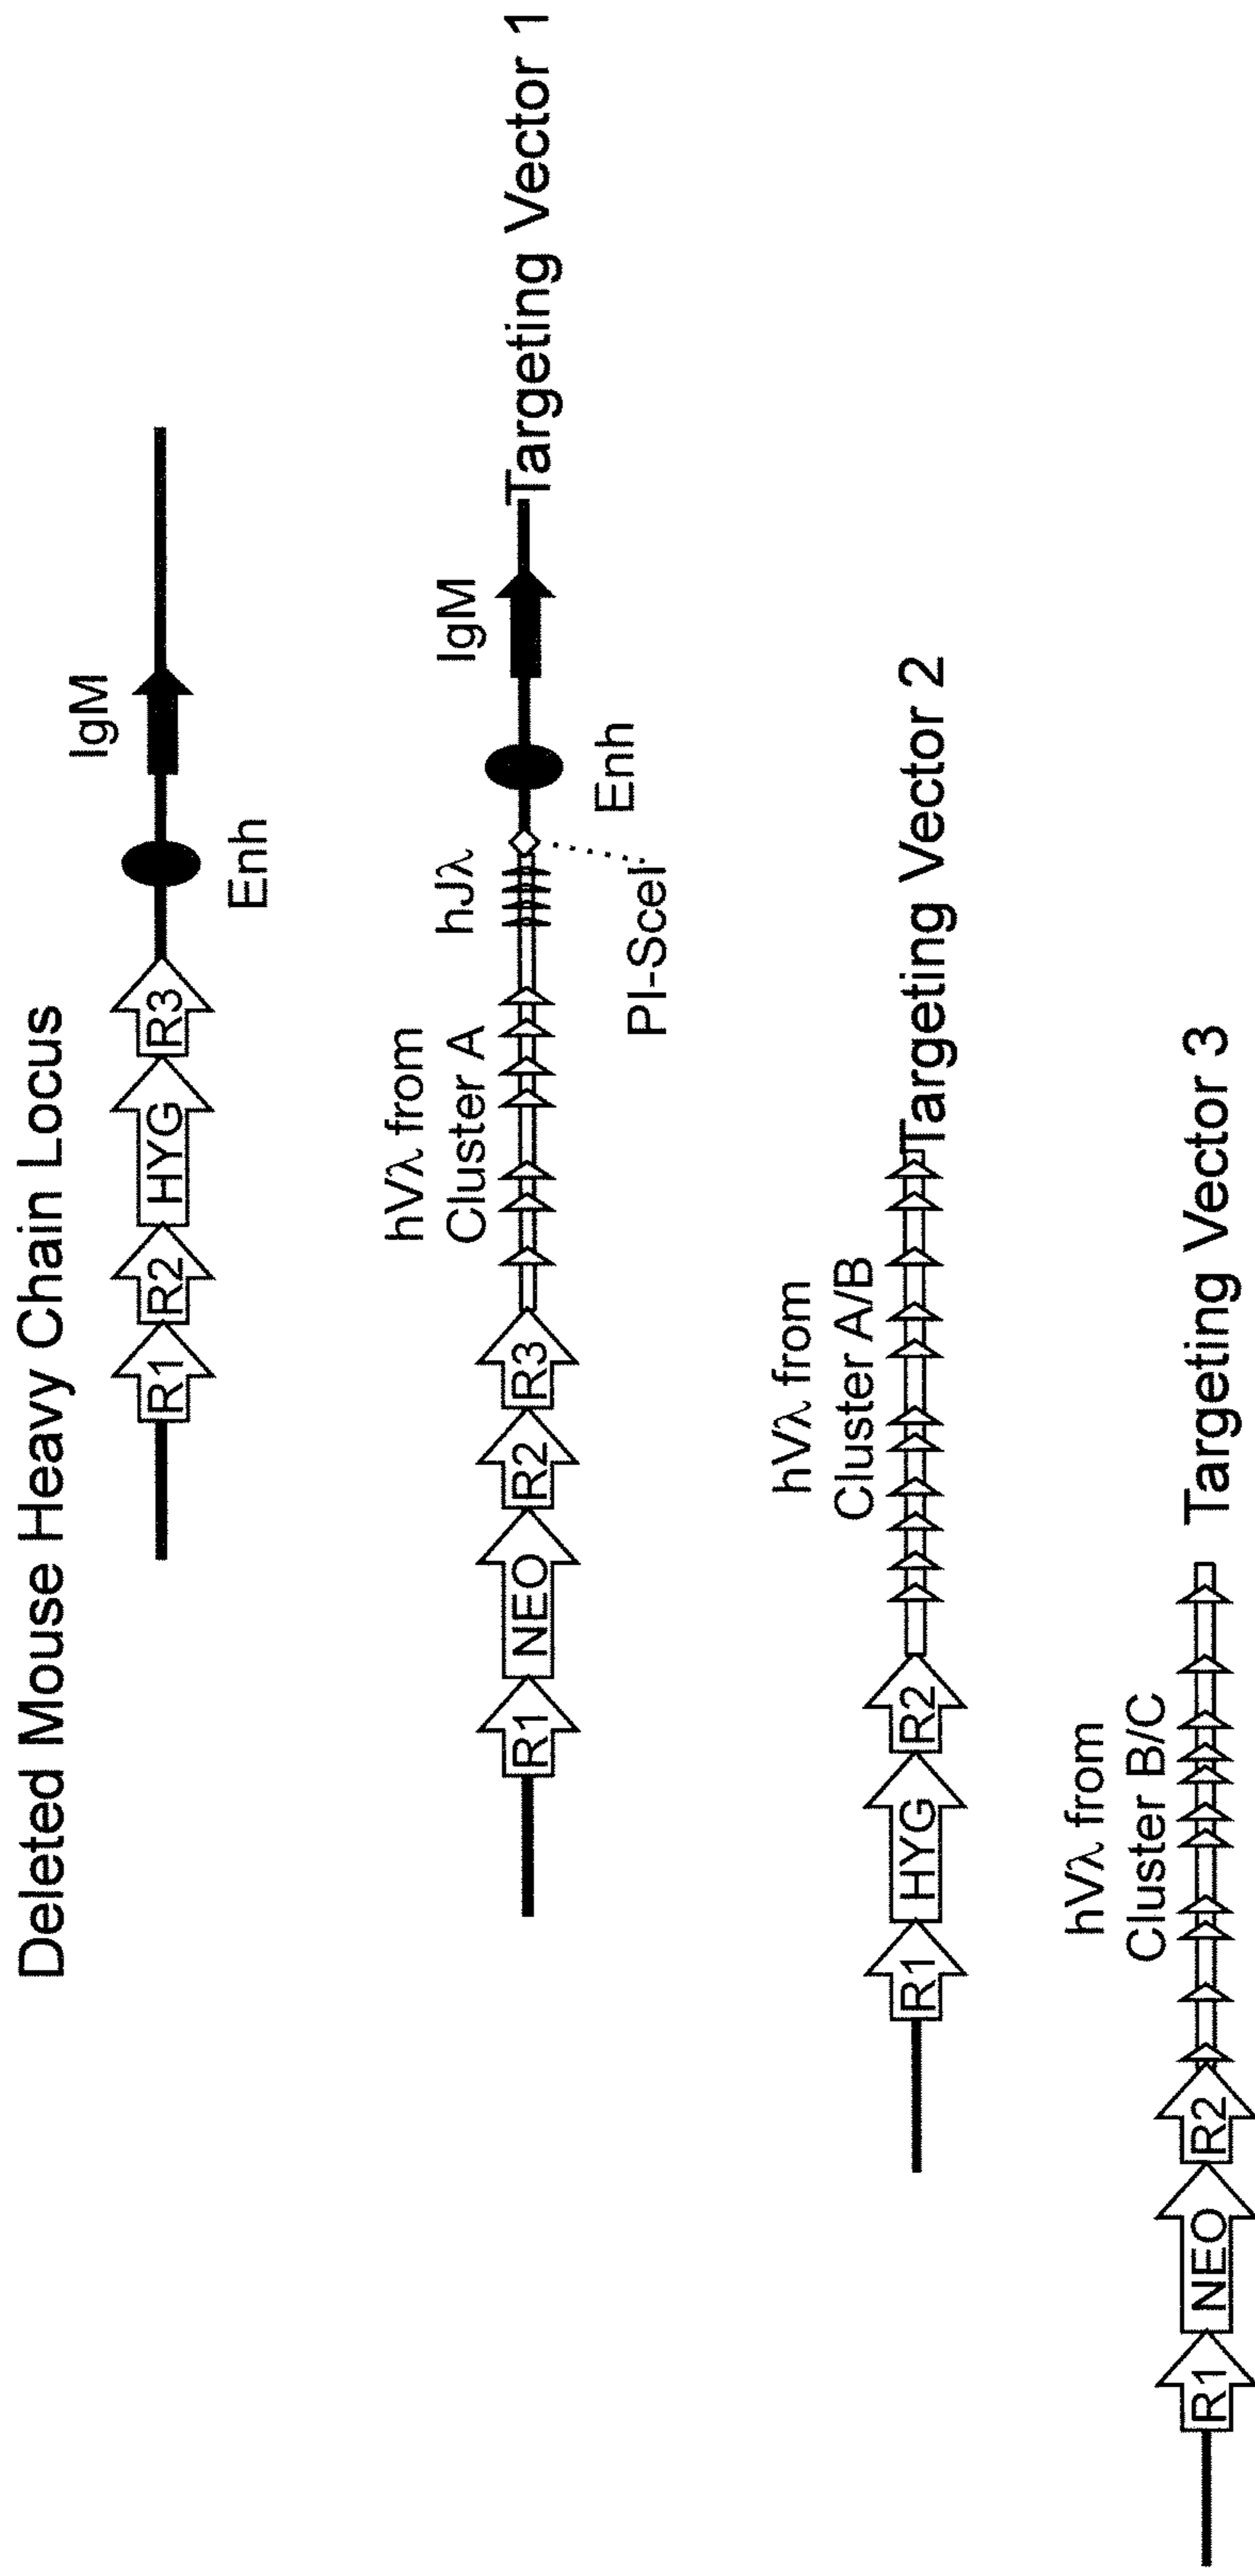 Deleted Mouse Heavy Chain Locus
IgM
R1 R2 HYG R3
Enh
hVλ from
Cluster A
hJλ
IgM
R1 NEO R2 R3
Targeting Vector 1
Enh
PI-SceI
hVλ from
Cluster A/B
R1 HYG R2
Targeting Vector 2
hVλ from
Cluster B/C
R1 NEO R2
Targeting Vector 3